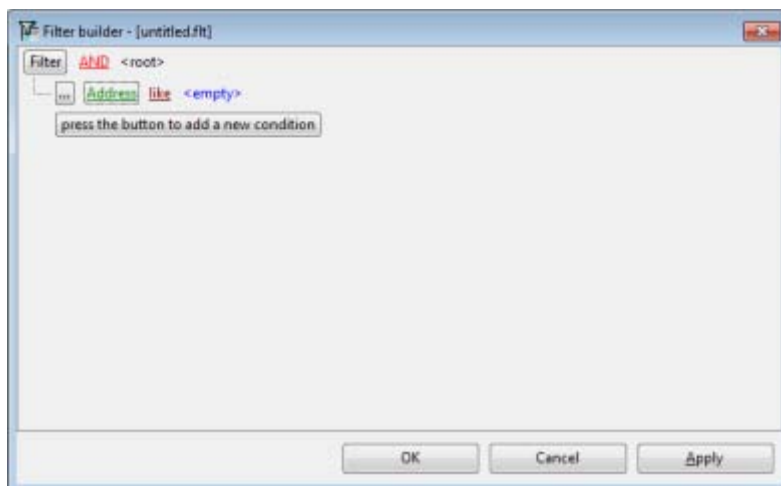 Filter builder - [untitled.flt]
Filter AND <root>
... Address like <empty>
press the button to add a new condition
OK Cancel Apply